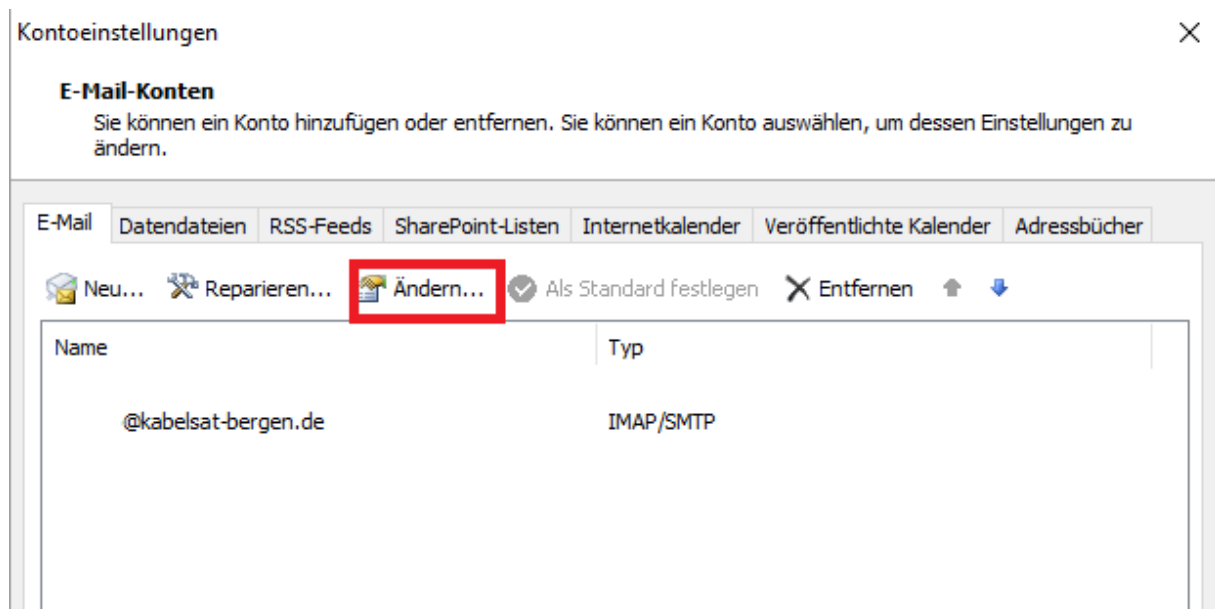 Kontoeinstellungen
E-Mail-Konten
Sie können ein Konto hinzufügen oder entfernen. Sie können ein Konto auswählen, um dessen Einstellungen zu
ändern.
E-Mail Datendateien RSS-Feeds SharePoint-Listen Internetkalender Veröffentlichte Kalender Adressbücher
Neu... Reparieren... Ändern... Als Standard festlegen Entfernen
Name Typ
@kabelsat-bergen.de IMAP/SMTP